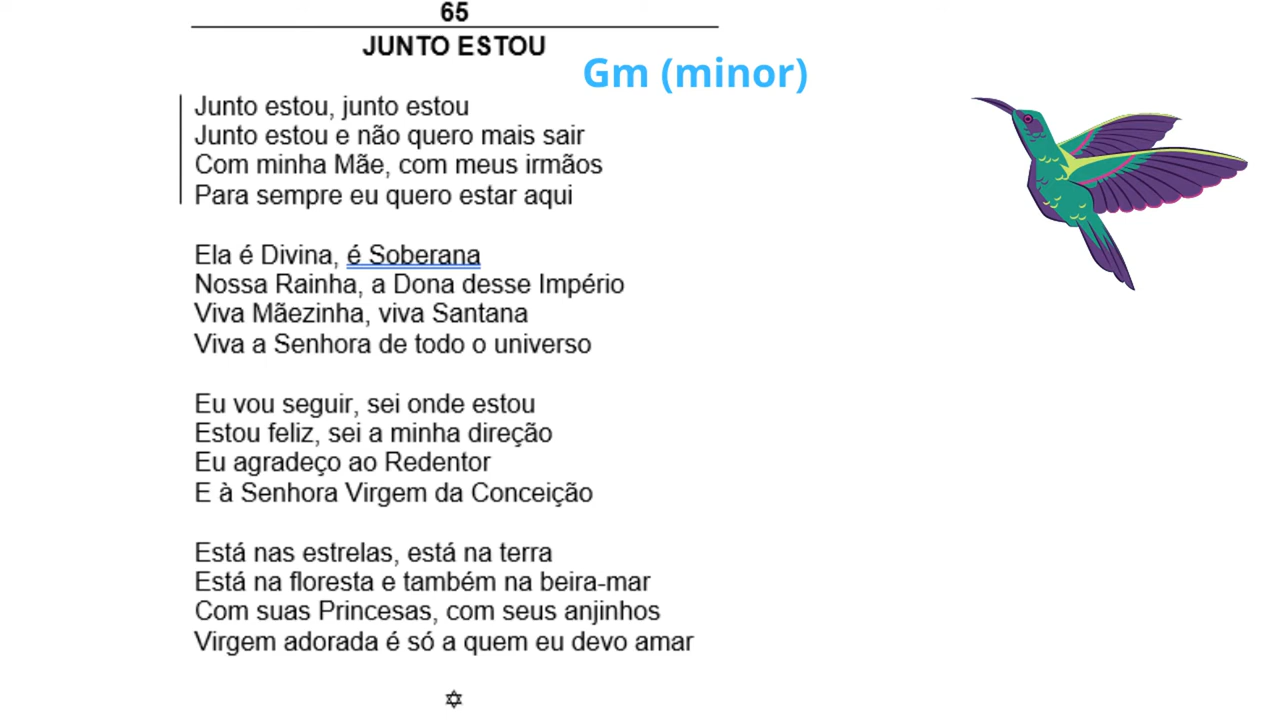 65
JUNTO ESTOU
Gm (minor)
Junto estou, junto estou
Junto estou e não quero mais sair
Com minha Mãe, com meus irmãos
Para sempre eu quero estar aqui
Ela é Divina, é Soberana
Nossa Rainha, a Dona desse Império
Viva Mãezinha, viva Santana
Viva a Senhora de todo o universo
Eu vou seguir, sei onde estou
Estou feliz, sei a minha direção
Eu agradeço ao Redentor
E à Senhora Virgem da Conceição
Está nas estrelas, está na terra
Está na floresta e também na beira-mar
Com suas Princesas, com seus anjinhos
Virgem adorada é só a quem eu devo amar